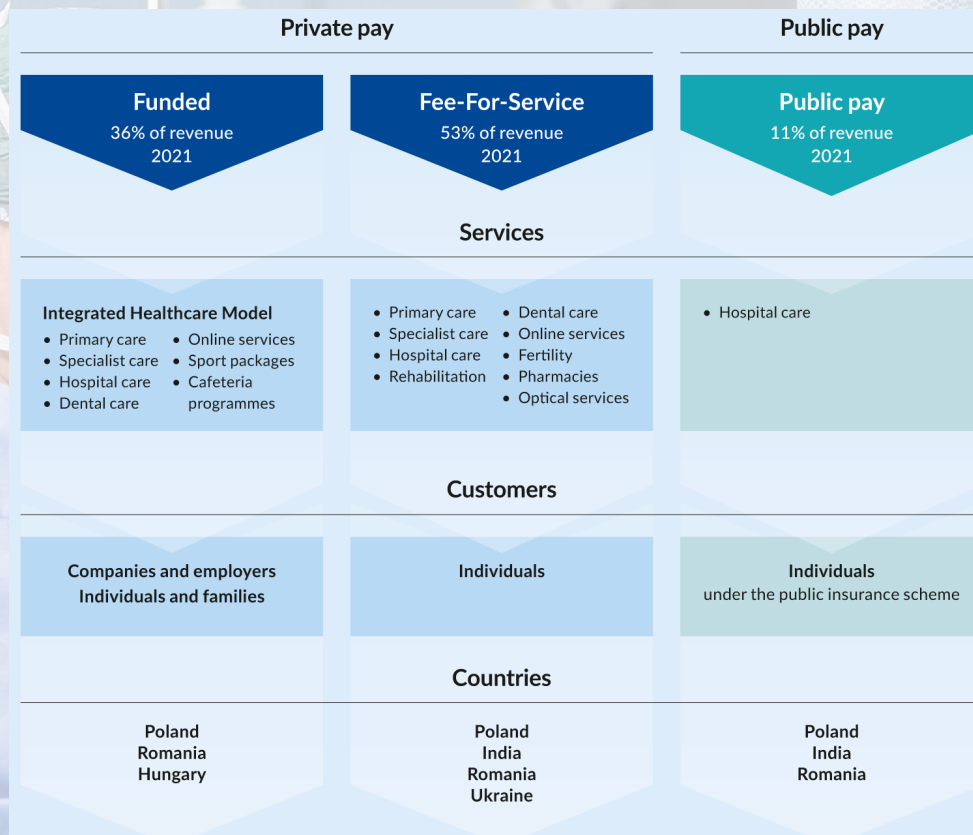 Private pay
Public pay
Funded
36% of revenue
2021
Fee-For-Service
53% of revenue
2021
Public pay
11% of revenue
2021
Services
Integrated Healthcare Model
• Primary care
• Specialist care
• Hospital care
• Dental care
• Online services
• Sport packages
• Cafeteria
programmes
• Primary care
• Specialist care
• Hospital care
• Rehabilitation
• Dental care
• Online services
• Fertility
• Pharmacies
• Optical services
• Hospital care
Customers
Companies and employers
Individuals and families
Individuals
Individuals
under the public insurance scheme
Countries
Poland
Romania
Hungary
Poland
India
Romania
Ukraine
Poland
India
Romania